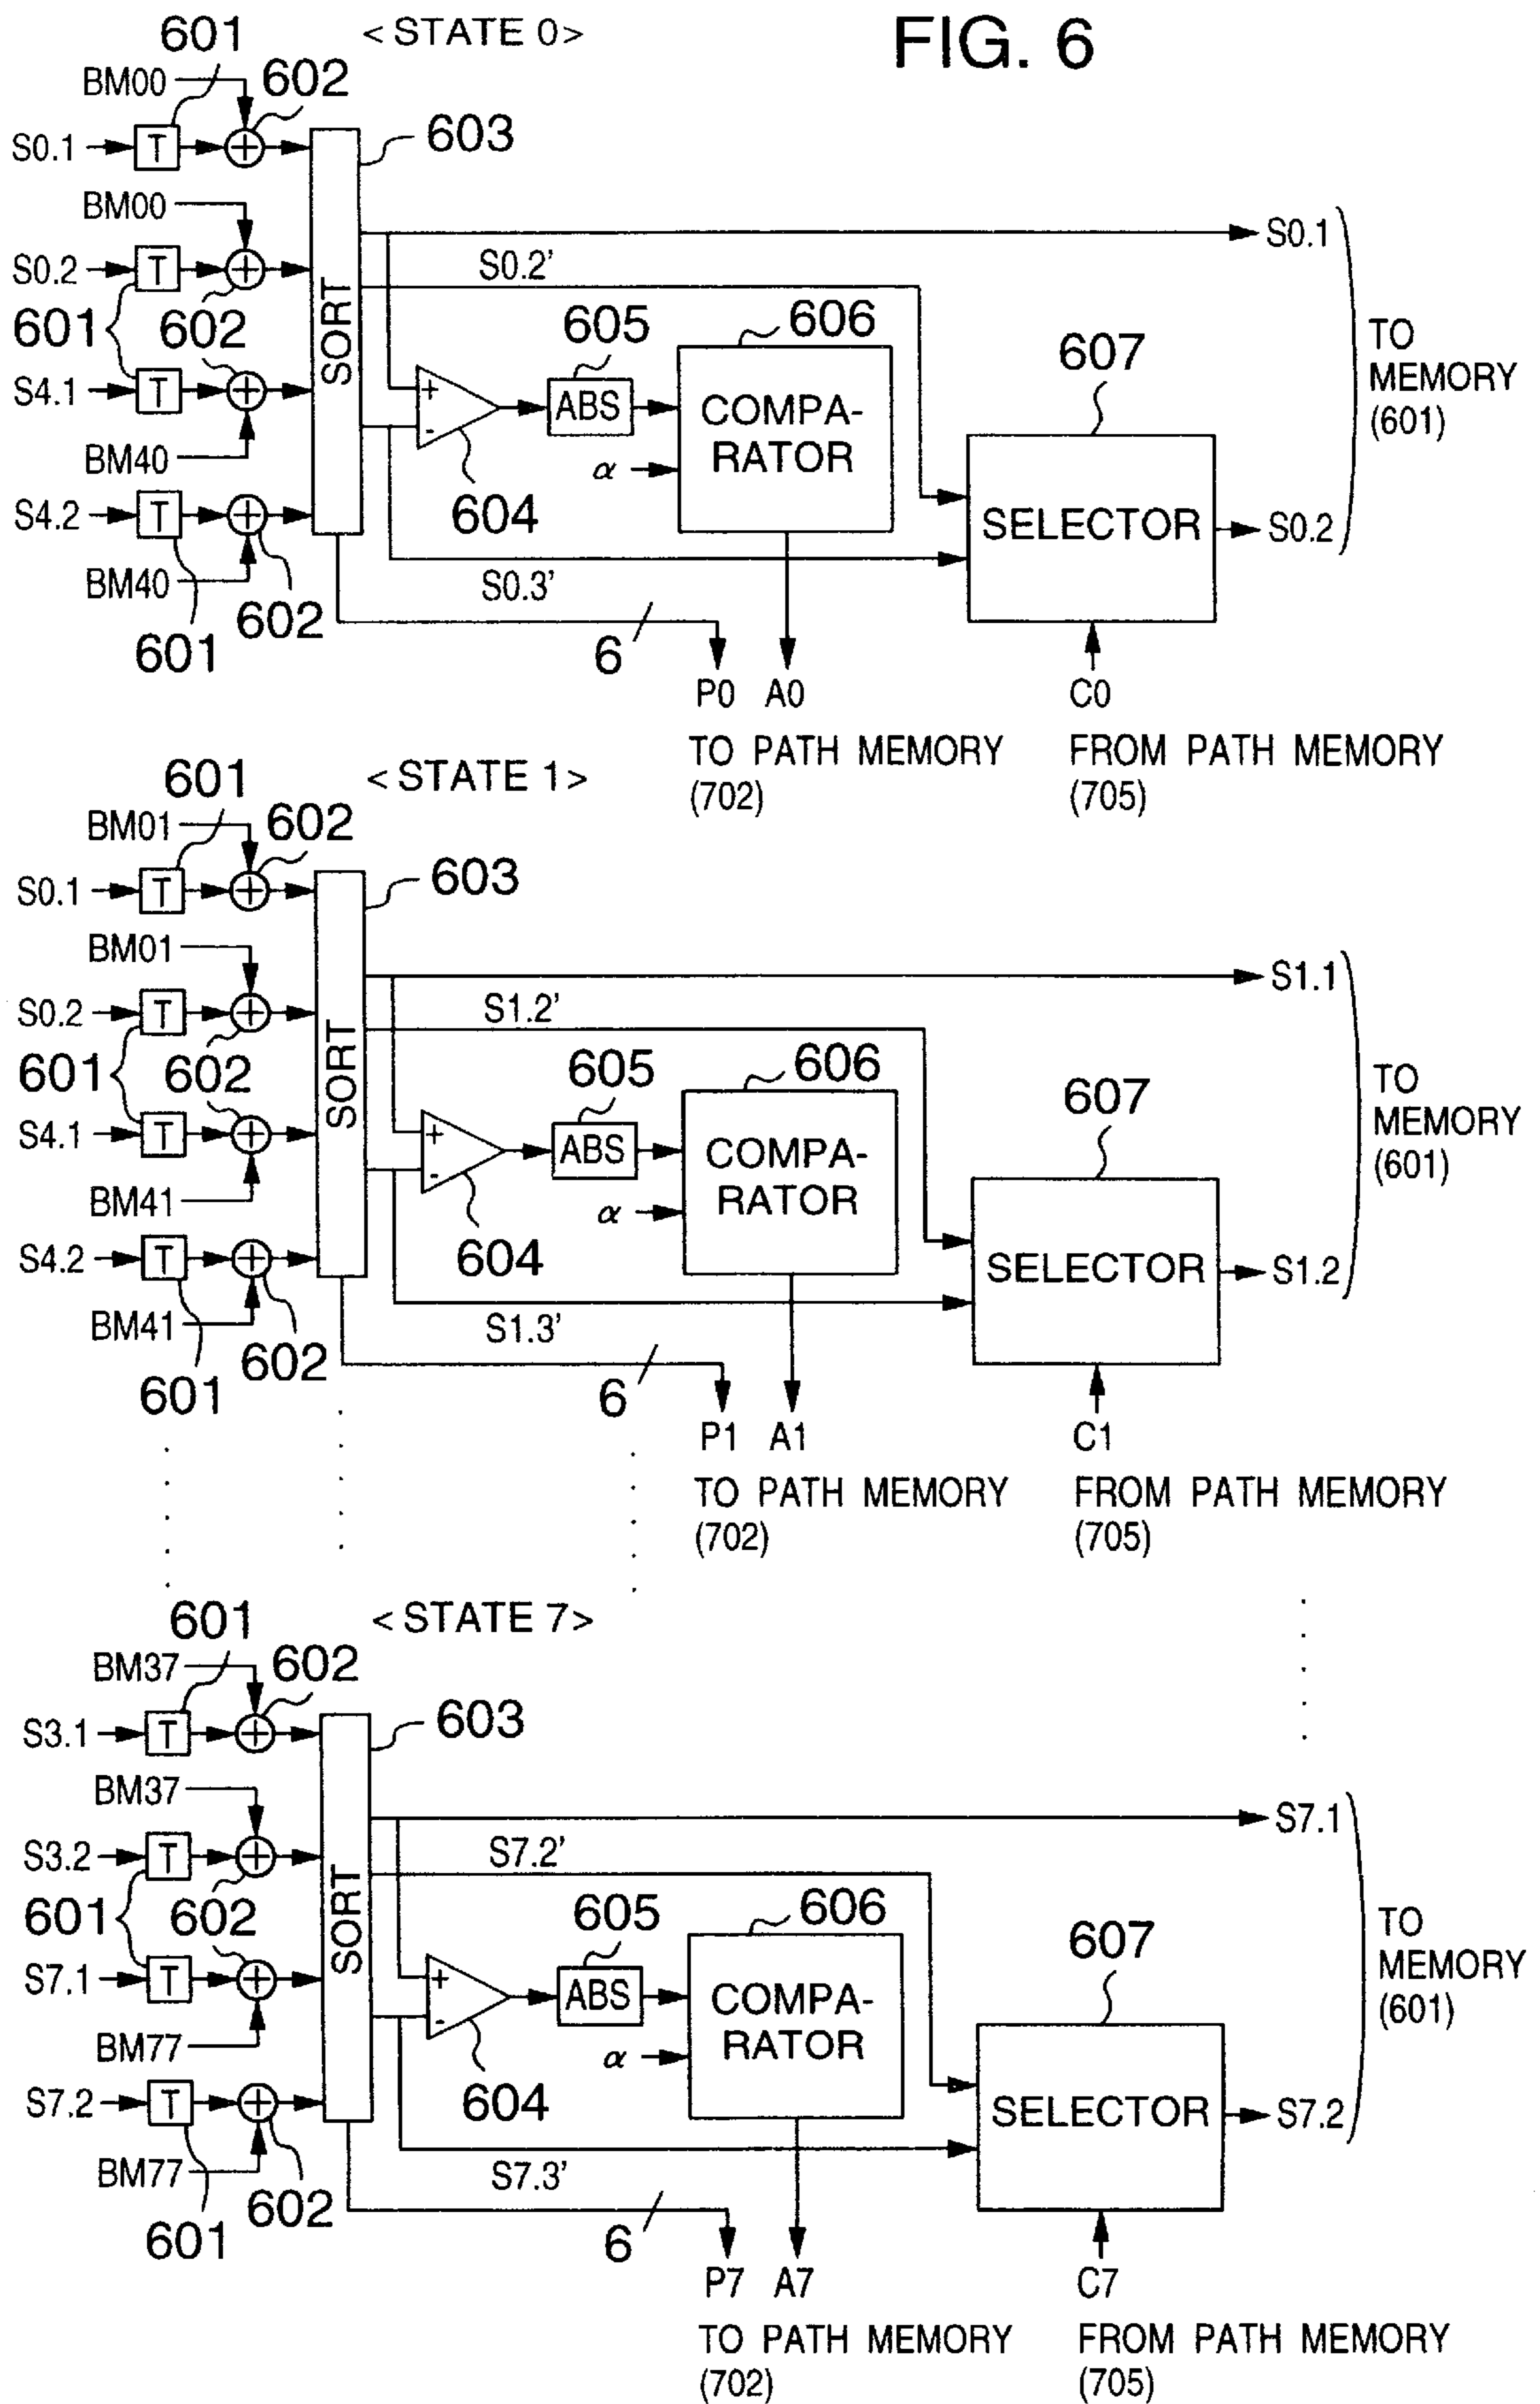 FIG. 6
< STATE 0>
601
BM00
602
S0.1
T
603
BM00
S0.1
S0.2
T
S0.2'
601
602
SORT
605
606
607
TO
MEMORY
(601)
S4.1
T
+
-
ABS
COMPA-
RATOR
BM40
α
604
S4.2
T
SELECTOR
S0.2
BM40
602
S0.3'
601
6
P0
A0
C0
TO PATH MEMORY
(702)
FROM PATH MEMORY
(705)
< STATE 1>
601
BM01
602
S0.1
T
603
BM01
S1.1
S0.2
T
S1.2'
601
602
SORT
605
606
607
TO
MEMORY
(601)
S4.1
T
+
-
ABS
COMPA-
RATOR
BM41
α
604
S4.2
T
SELECTOR
S1.2
BM41
602
S1.3'
601
6
P1
A1
C1
TO PATH MEMORY
(702)
FROM PATH MEMORY
(705)
< STATE 7>
601
BM37
602
S3.1
T
603
BM37
S7.1
S3.2
T
S7.2'
601
602
SORT
605
606
607
TO
MEMORY
(601)
S7.1
T
+
-
ABS
COMPA-
RATOR
BM77
α
604
S7.2
T
SELECTOR
S7.2
BM77
602
S7.3'
601
6
P7
A7
C7
TO PATH MEMORY
(702)
FROM PATH MEMORY
(705)